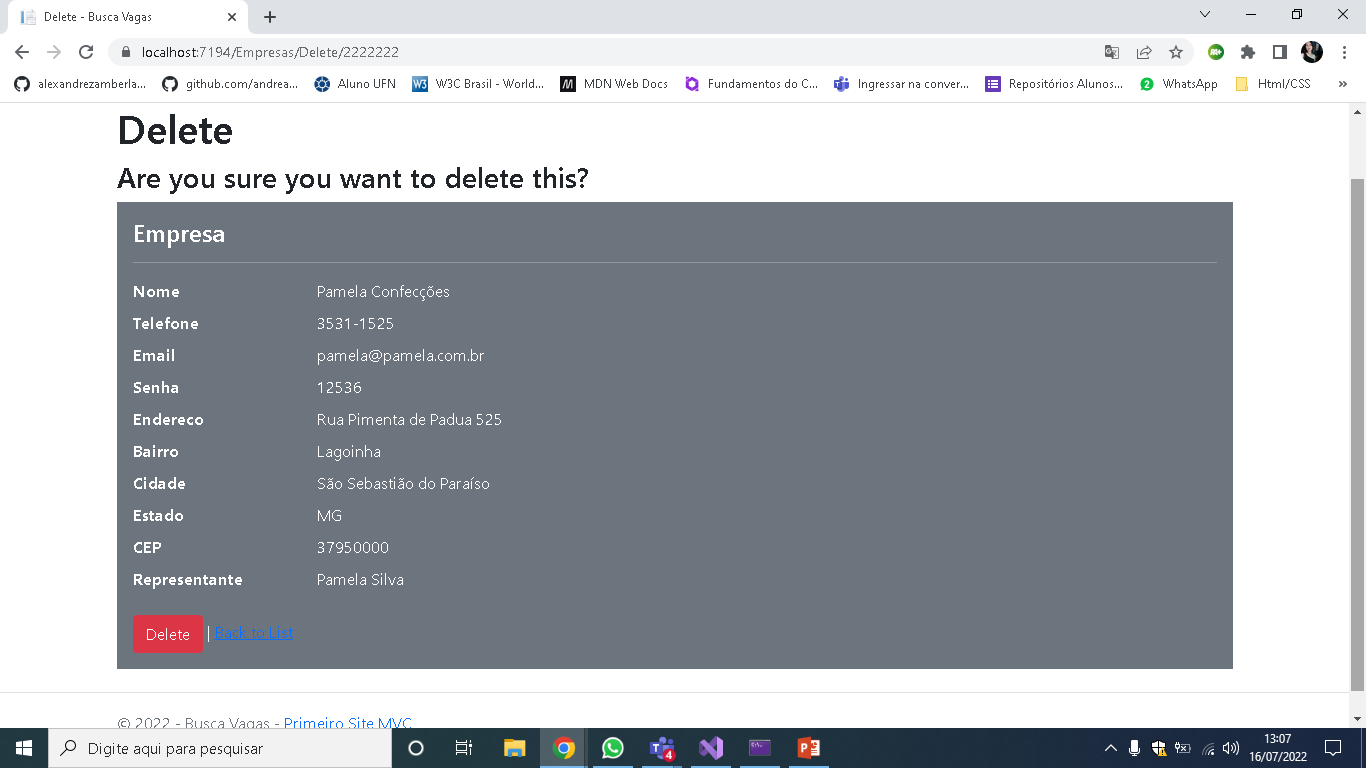 Delete - Busca Vagas
localhost:7194/Empresas/Delete/2222222
alexandrezamberla... github.com/andrea... Aluno UFN W3C Brasil - World... MDN Web Docs Fundamentos do C... Ingressar na conver... Repositórios Alunos... WhatsApp Html/CSS »
Delete
Are you sure you want to delete this?
Empresa
Nome Pamela Confecções
Telefone 3531-1525
Email pamela@pamela.com.br
Senha 12536
Endereco Rua Pimenta de Padua 525
Bairro Lagoinha
Cidade São Sebastião do Paraíso
Estado MG
CEP 37950000
Representante Pamela Silva
Delete | Back to List
© 2022 - Busca Vagas - Primeiro Site MVC
Digite aqui para pesquisar
4
13:07
16/07/2022